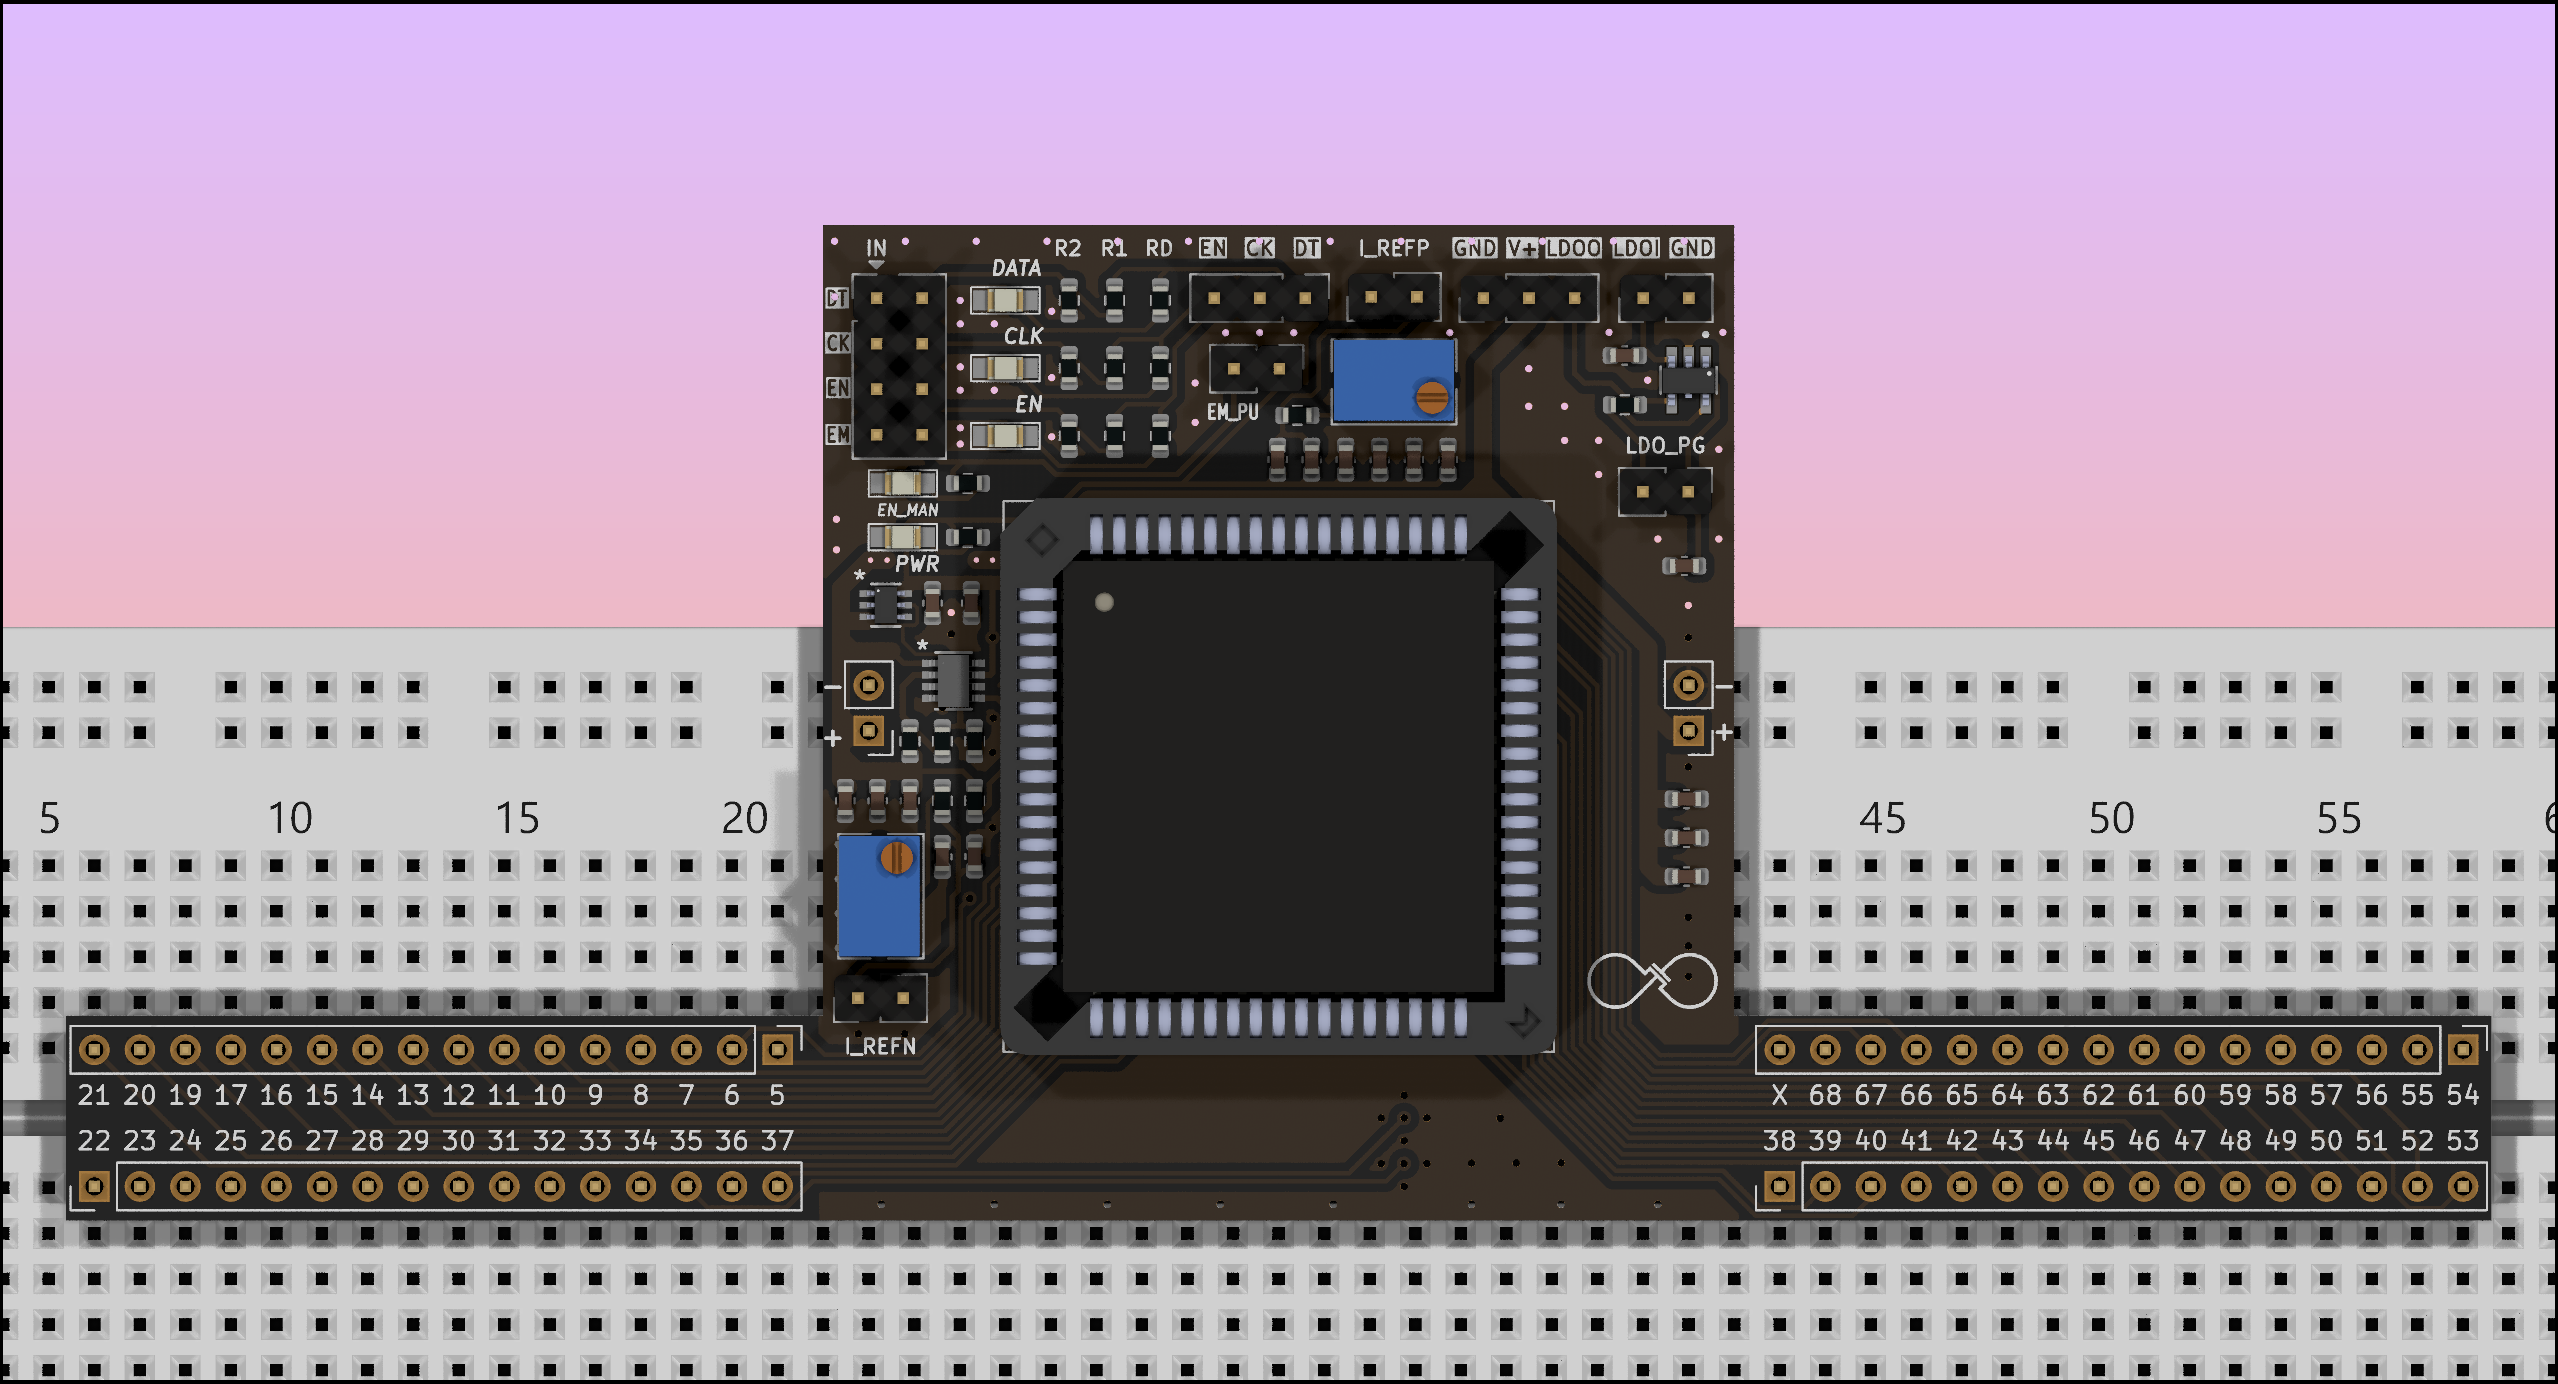 IN R2 R1 RD EN CK DT I_REFP GND V+ LDOO LDOI GND
DATA
DT
CLK
CK
EN
EN
EM_PU
EM
LDO_PG
EN_MAN
PWR
*
*
− −
+ +
5 10 15 20 45 50 55 6
I_REFN
21 20 19 17 16 15 14 13 12 11 10 9 8 7 6 5
X 68 67 66 65 64 63 62 61 60 59 58 57 56 55 54
22 23 24 25 26 27 28 29 30 31 32 33 34 35 36 37
38 39 40 41 42 43 44 45 46 47 48 49 50 51 52 53